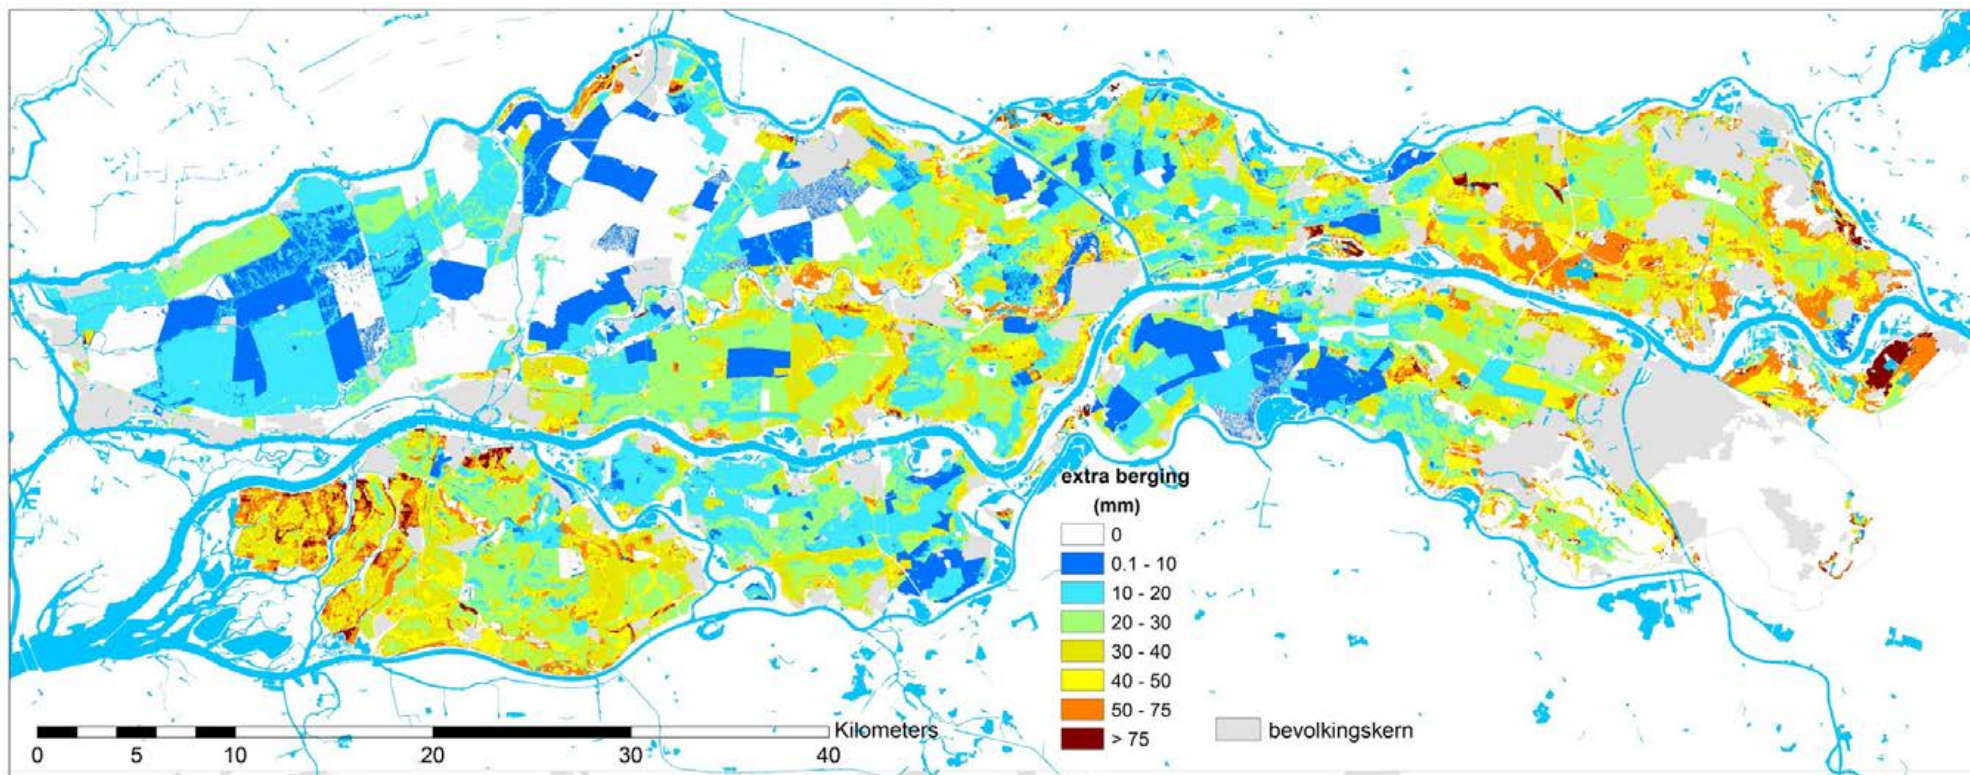 extra berging
(mm)
0
0.1 - 10
10 - 20
20 - 30
30 - 40
40 - 50
50 - 75
> 75
bevolkingskern
Kilometers
0 5 10 20 30 40